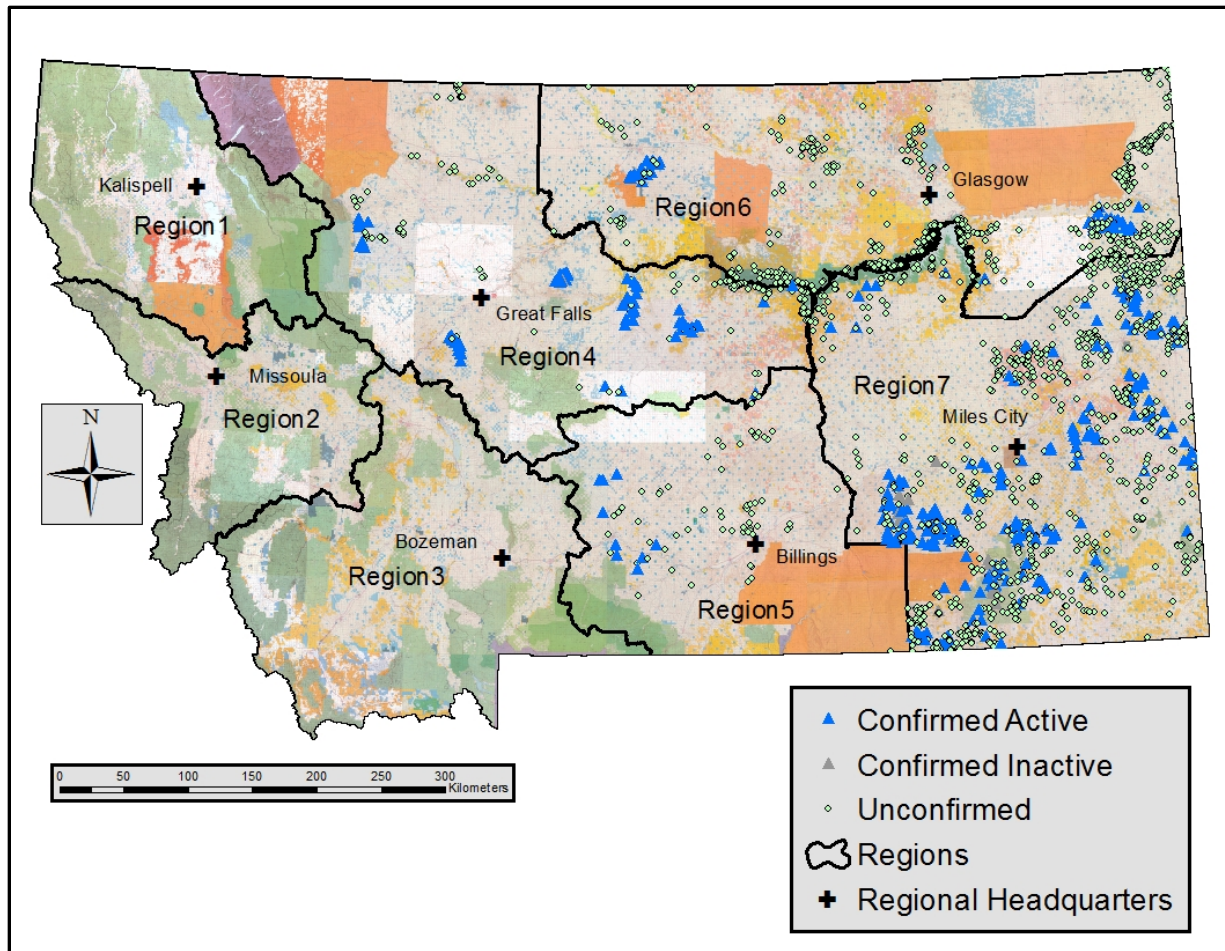 Kalispell
Region1
Glasgow
Region6
Great Falls
Region4
Missoula
Region2
Region7
Miles City
N
Bozeman
Region3
Billings
Region5
0 50 100 150 200 250 300
Kilometers
Confirmed Active
Confirmed Inactive
Unconfirmed
Regions
Regional Headquarters